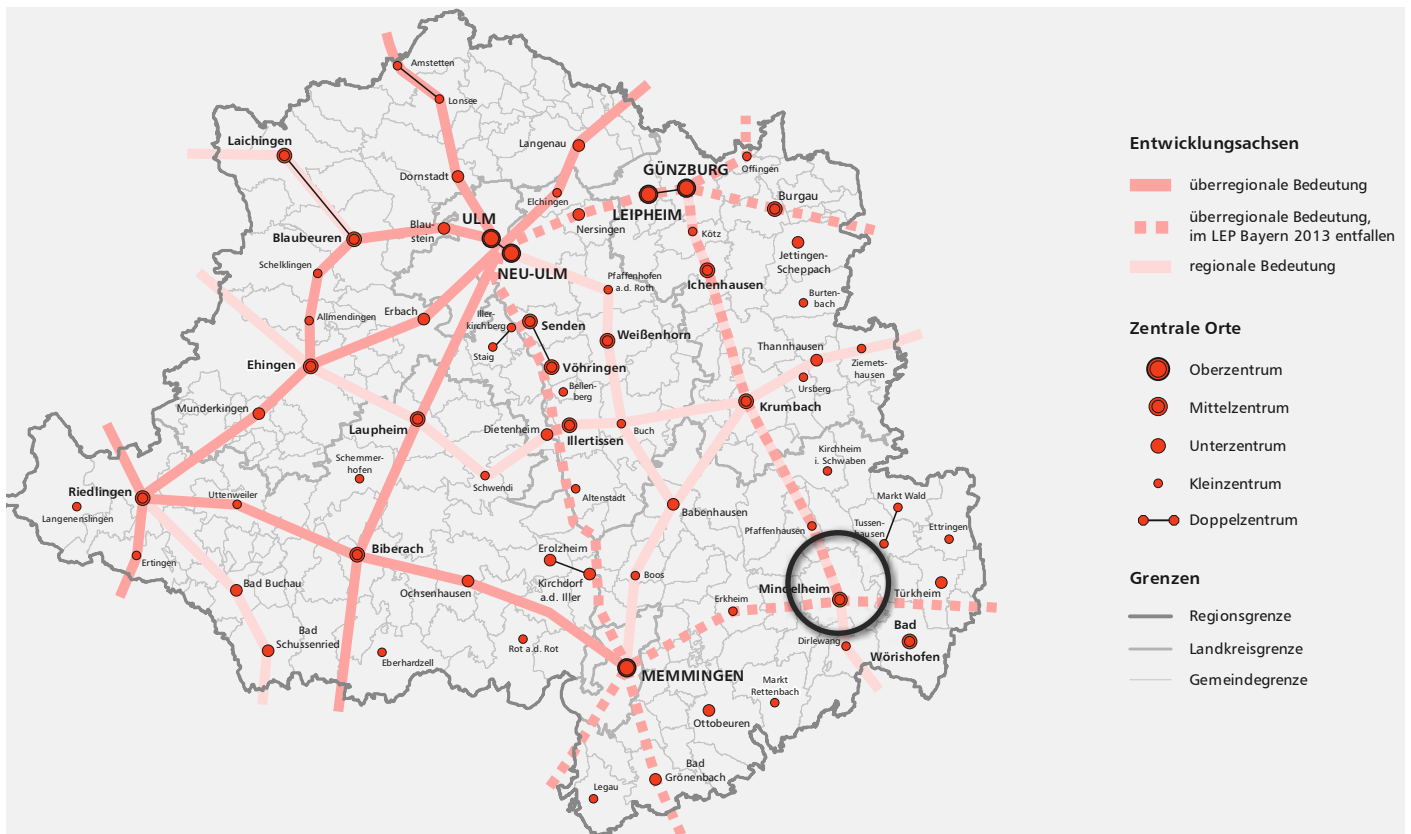 Amstetten
Lonsee
Laichingen
Langenau
Dornstadt
GÜNZBURG
Offingen
Elchingen
Burgau
ULM
LEIPHEIM
Blau-
stein
Nersingen
Kötz
Blaubeuren
NEU-ULM
Jettingen-
Scheppach
Schelklingen
Pfaffenhofen
a.d. Roth
Ichenhausen
Burten-
bach
Allmendingen
Erbach
Iller-
kirchberg
Senden
Weißenhorn
Staig
Thannhausen
Ziemets-
hausen
Ehingen
Vöhringen
Ursberg
Bellen-
berg
Munderkingen
Krumbach
Laupheim
Dietenheim
Illertissen
Buch
Schemmer-
hofen
Kirchheim
i. Schwaben
Schwendi
Riedlingen
Uttenweiler
Altenstadt
Markt Wald
Langenenslingen
Babenhausen
Pfaffenhausen
Tussen-
hausen
Ettringen
Biberach
Erolzheim
Ertingen
Kirchdorf
a.d. Iller
Boos
Bad Buchau
Ochsenhausen
Mindelheim
Türkheim
Erkheim
Bad
Wörishofen
Bad
Schussenried
Dirlewang
Rot a.d. Rot
Eberhardzell
MEMMINGEN
Markt
Rettenbach
Ottobeuren
Bad
Grönenbach
Legau
Entwicklungsachsen
überregionale Bedeutung
überregionale Bedeutung,
im LEP Bayern 2013 entfallen
regionale Bedeutung
Zentrale Orte
Oberzentrum
Mittelzentrum
Unterzentrum
Kleinzentrum
Doppelzentrum
Grenzen
Regionsgrenze
Landkreisgrenze
Gemeindegrenze